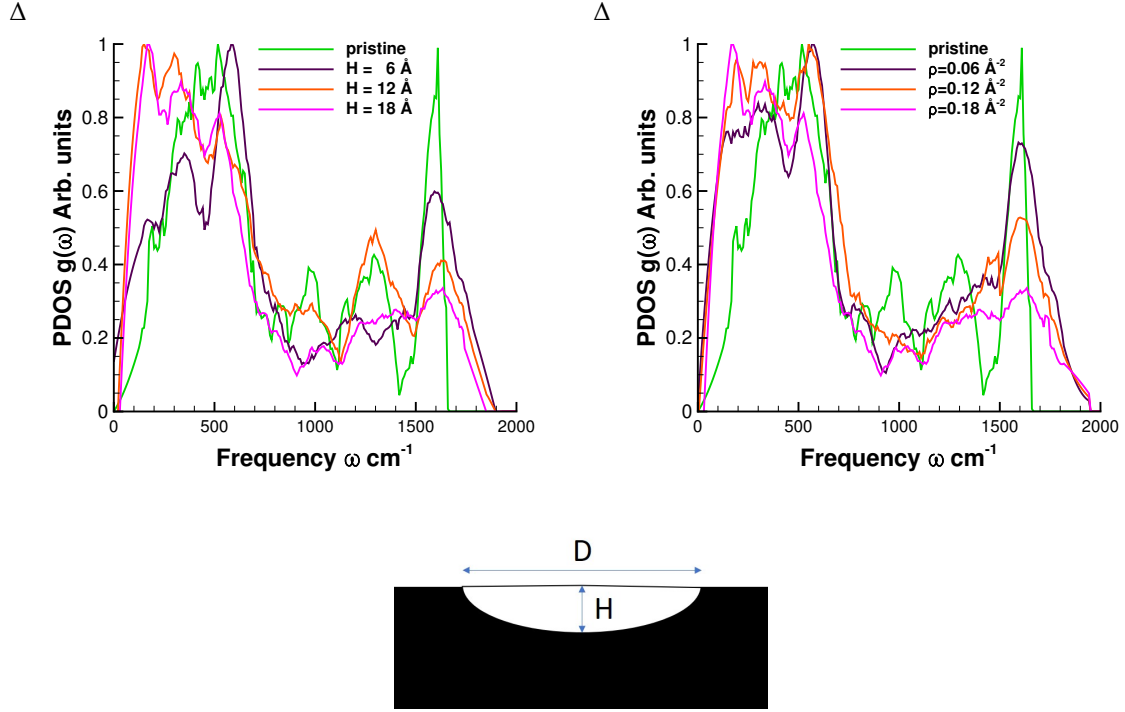 Δ
Δ
pristine
H = 6 Å
H = 12 Å
H = 18 Å
PDOS g(ω) Arb. units
1
0.8
0.6
0.4
0.2
0
0 500 1000 1500 2000
Frequency ω cm-1
pristine
ρ=0.06 Å-2
ρ=0.12 Å-2
ρ=0.18 Å-2
PDOS g(ω) Arb. units
1
0.8
0.6
0.4
0.2
0
0 500 1000 1500 2000
Frequency ω cm-1
D
H